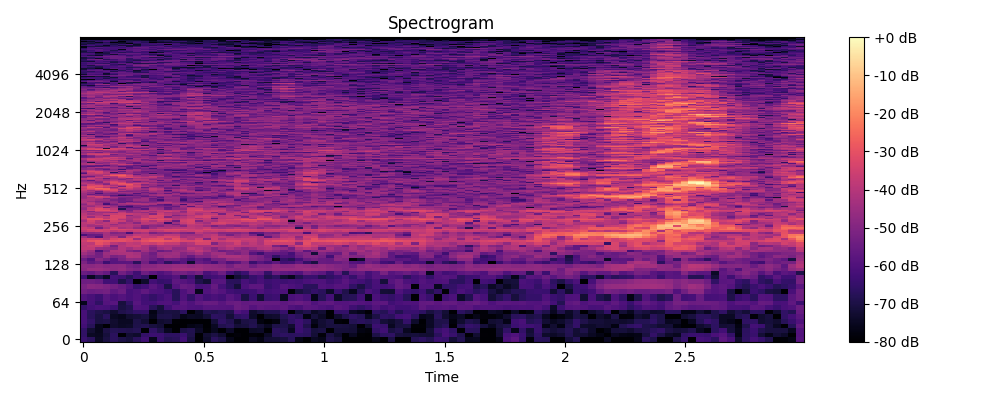 Spectrogram
+0 dB
4096
-10 dB
2048
-20 dB
1024
-30 dB
Hz
512
-40 dB
256
-50 dB
128
-60 dB
64
-70 dB
0
-80 dB
0 0.5 1 1.5 2 2.5
Time